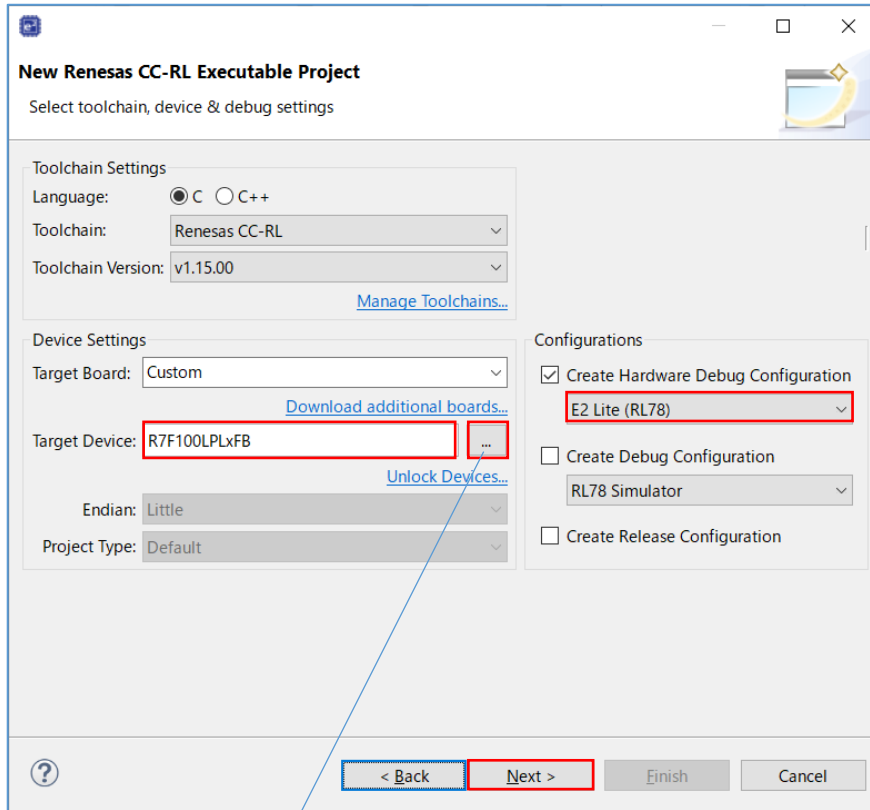 New Renesas CC-RL Executable Project
Select toolchain, device & debug settings
Toolchain Settings
Language: C C++
Toolchain: Renesas CC-RL
Toolchain Version: v1.15.00
Manage Toolchains...
Device Settings
Target Board: Custom
Download additional boards...
Target Device: R7F100LPLxFB ...
Unlock Devices...
Endian: Little
Project Type: Default
Configurations
Create Hardware Debug Configuration
E2 Lite (RL78)
Create Debug Configuration
RL78 Simulator
Create Release Configuration
? < Back Next > Finish Cancel